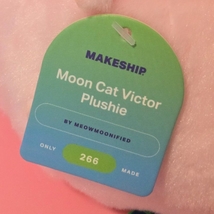 MAKESHIP
Moon Cat Victor
Plushie
BY MEOWMOONIFIED
ONLY 266 MADE